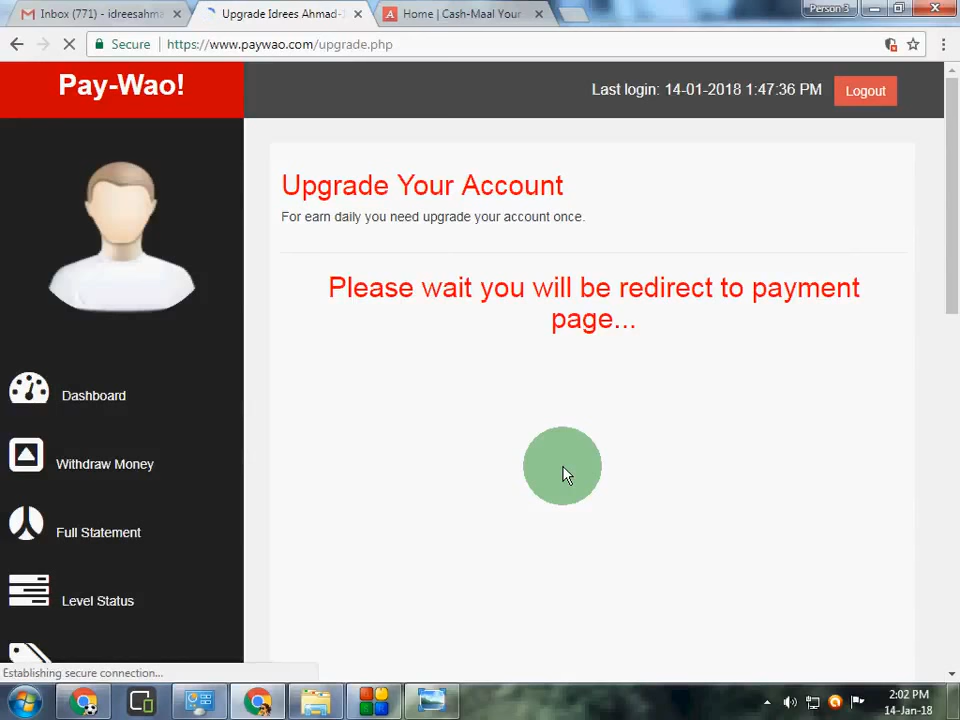 Inbox (771) - idreesahm
Upgrade Idrees Ahmad-
Home | Cash-Maal Your
Person 3
Secure
https://www.paywao.com/upgrade.php
Pay-Wao!
Last login: 14-01-2018 1:47:36 PM
Logout
Upgrade Your Account
For earn daily you need upgrade your account once.
Please wait you will be redirect to payment
page...
Dashboard
Withdraw Money
Full Statement
Level Status
Establishing secure connection...
2:02 PM
14-Jan-18